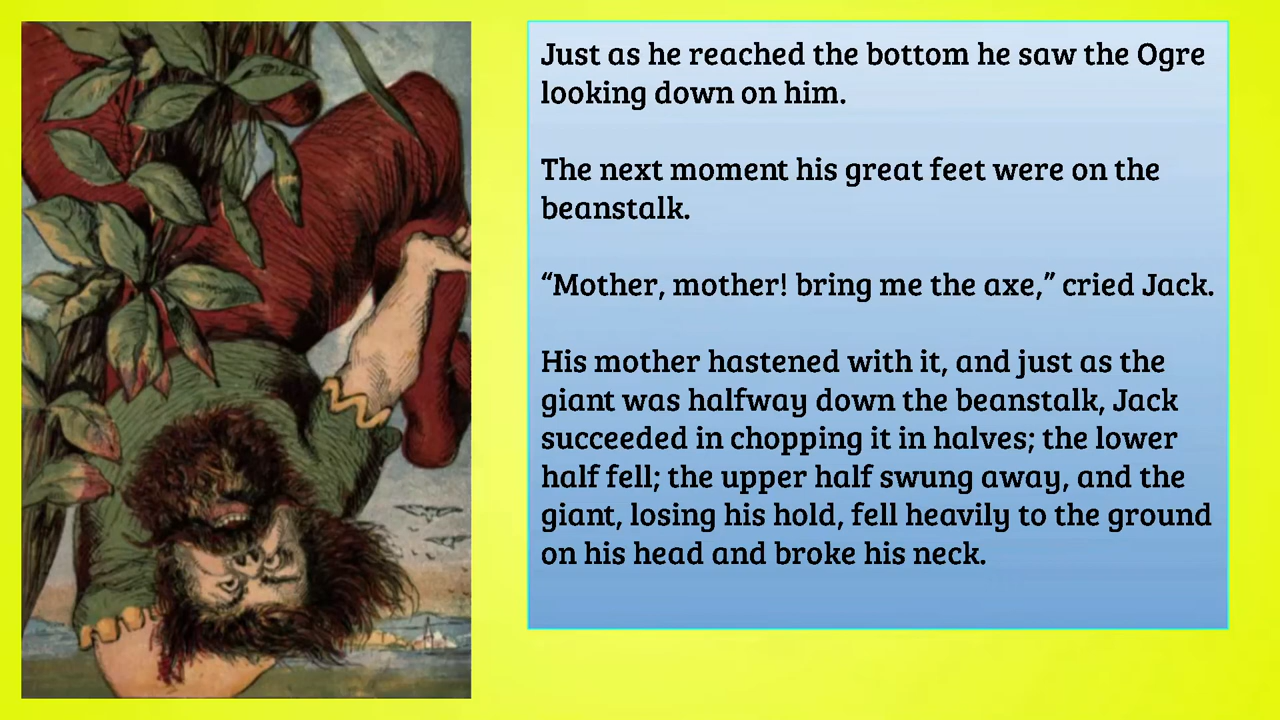 Just as he reached the bottom he saw the Ogre
looking down on him.
The next moment his great feet were on the
beanstalk.
“Mother, mother! bring me the axe,” cried Jack.
His mother hastened with it, and just as the
giant was halfway down the beanstalk, Jack
succeeded in chopping it in halves; the lower
half fell; the upper half swung away, and the
giant, losing his hold, fell heavily to the ground
on his head and broke his neck.